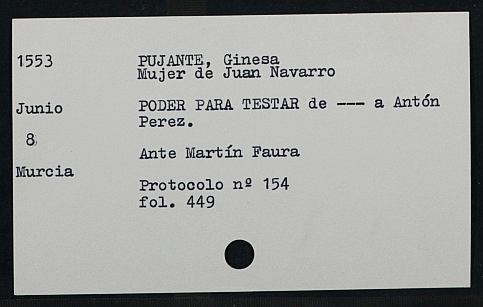 1553
PUJANTE, Ginesa
Mujer de Juan Navarro
Junio
PODER PARA TESTAR de --- a Antón
Perez.
8
Ante Martín Faura
Murcia
Protocolo nº 154
fol. 449